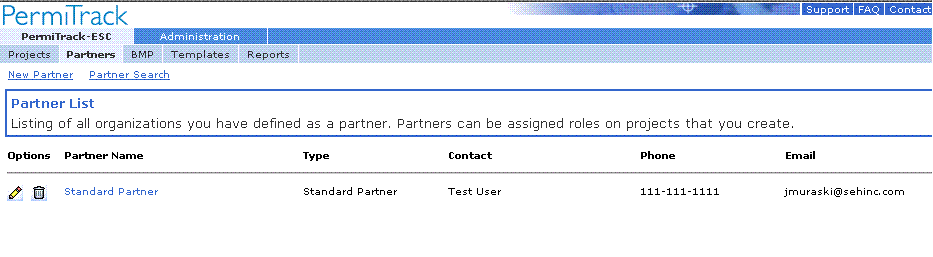 PermiTrack
Support FAQ Contact
PermiTrack-ESC Administration
Projects Partners BMP Templates Reports
New Partner Partner Search
Partner List
Listing of all organizations you have defined as a partner. Partners can be assigned roles on projects that you create.
Options Partner Name Type Contact Phone Email
Standard Partner Standard Partner Test User 111-111-1111 jmuraski@sehinc.com